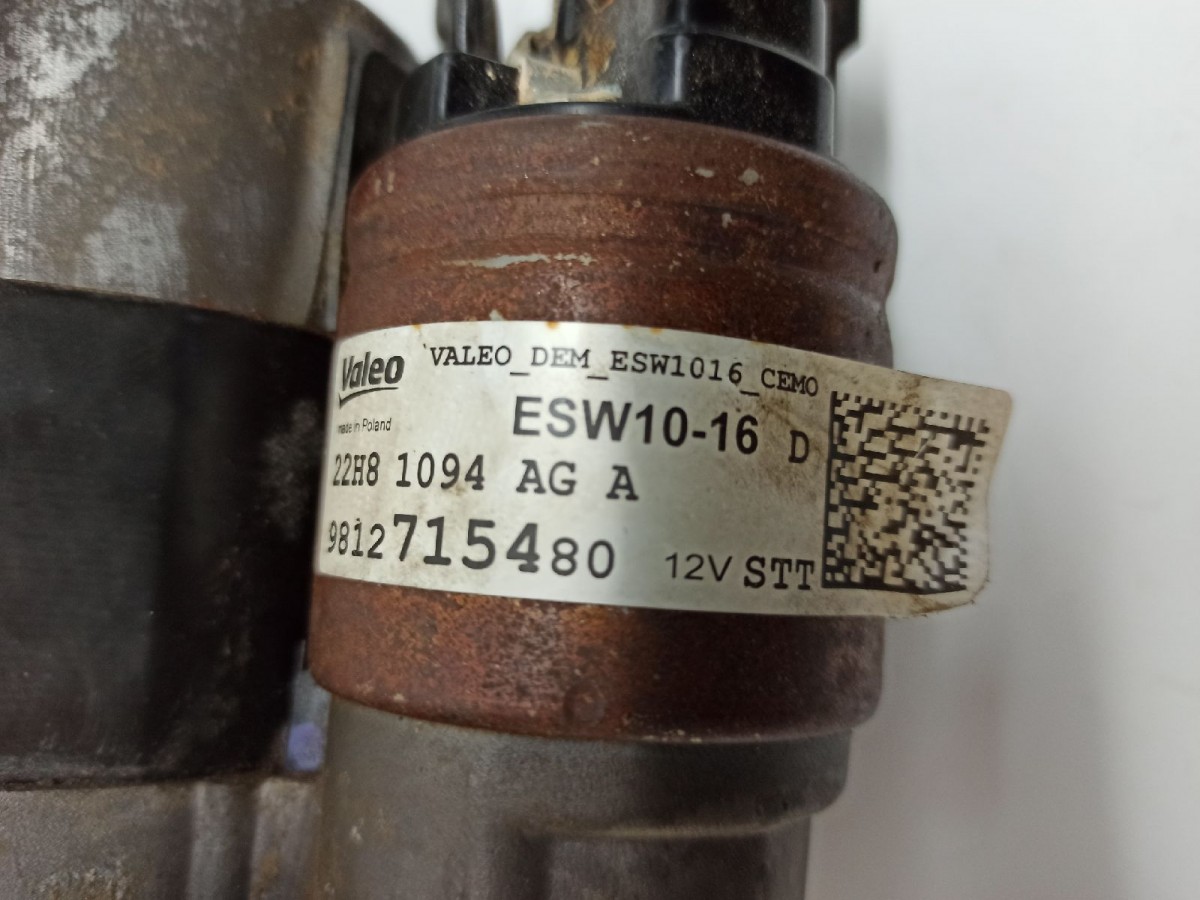 Valeo VALEO_DEM_ESW1016_CEMO
made in Poland ESW10-16 D
22H8 1094 AG A
9812715480 12V STT